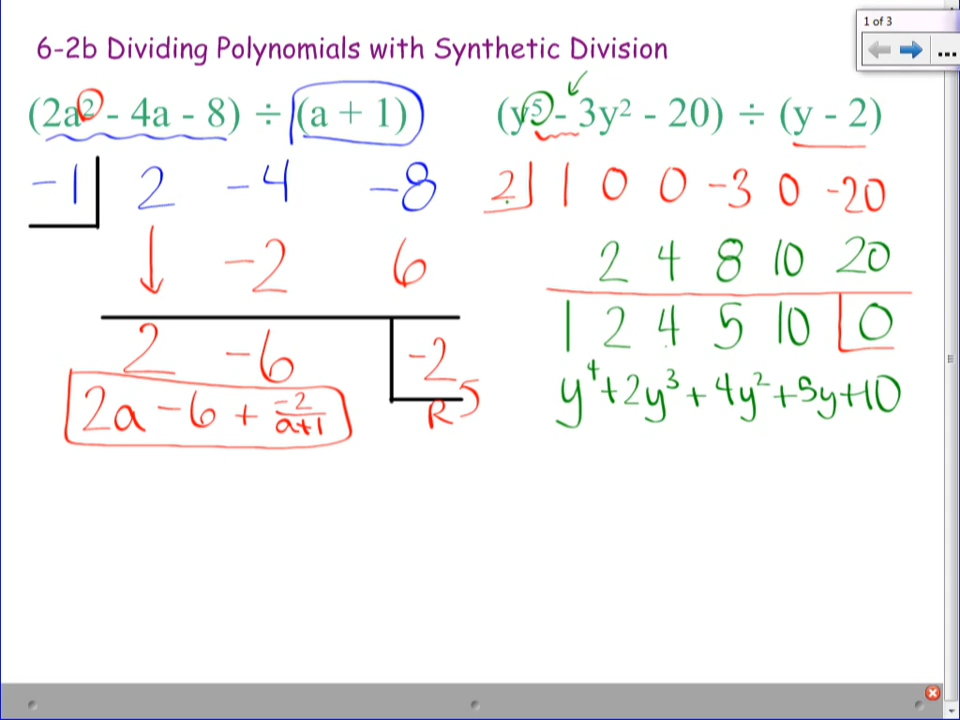 1 of 3
6-2b Dividing Polynomials with Synthetic Division
(2a² - 4a - 8) ÷ (a + 1)
-1 2 -4 -8
-2 6
2 -6 -2
R 5
2a - 6 + -2/a+1
(y⁵ - 3y² - 20) ÷ (y - 2)
2 1 0 0 -3 0 -20
2 4 8 10 20
1 2 4 5 10 0
y⁴ + 2y³ + 4y² + 5y + 10